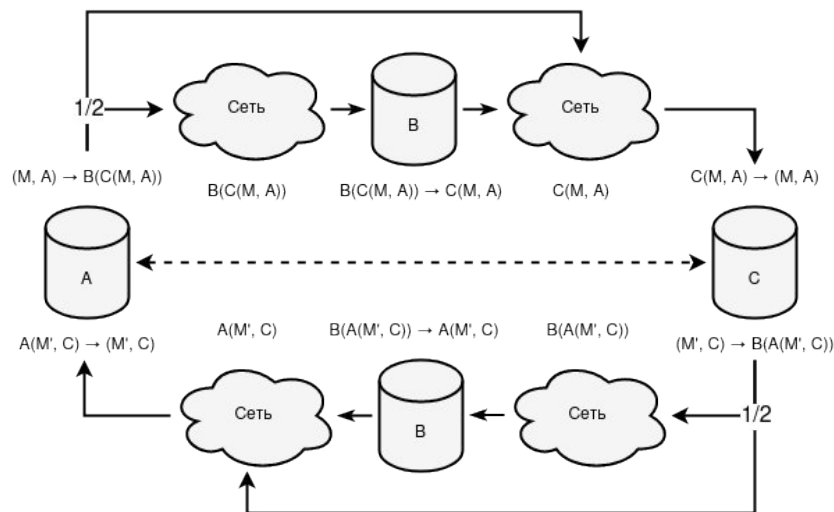 1/2
Сеть
B
Сеть
(M, A) → B(C(M, A))
B(C(M, A))
B(C(M, A)) → C(M, A)
C(M, A)
C(M, A) → (M, A)
A
C
A(M', C) → (M', C)
A(M', C)
B(A(M', C)) → A(M', C)
B(A(M', C))
(M', C) → B(A(M', C))
Сеть
B
Сеть
1/2